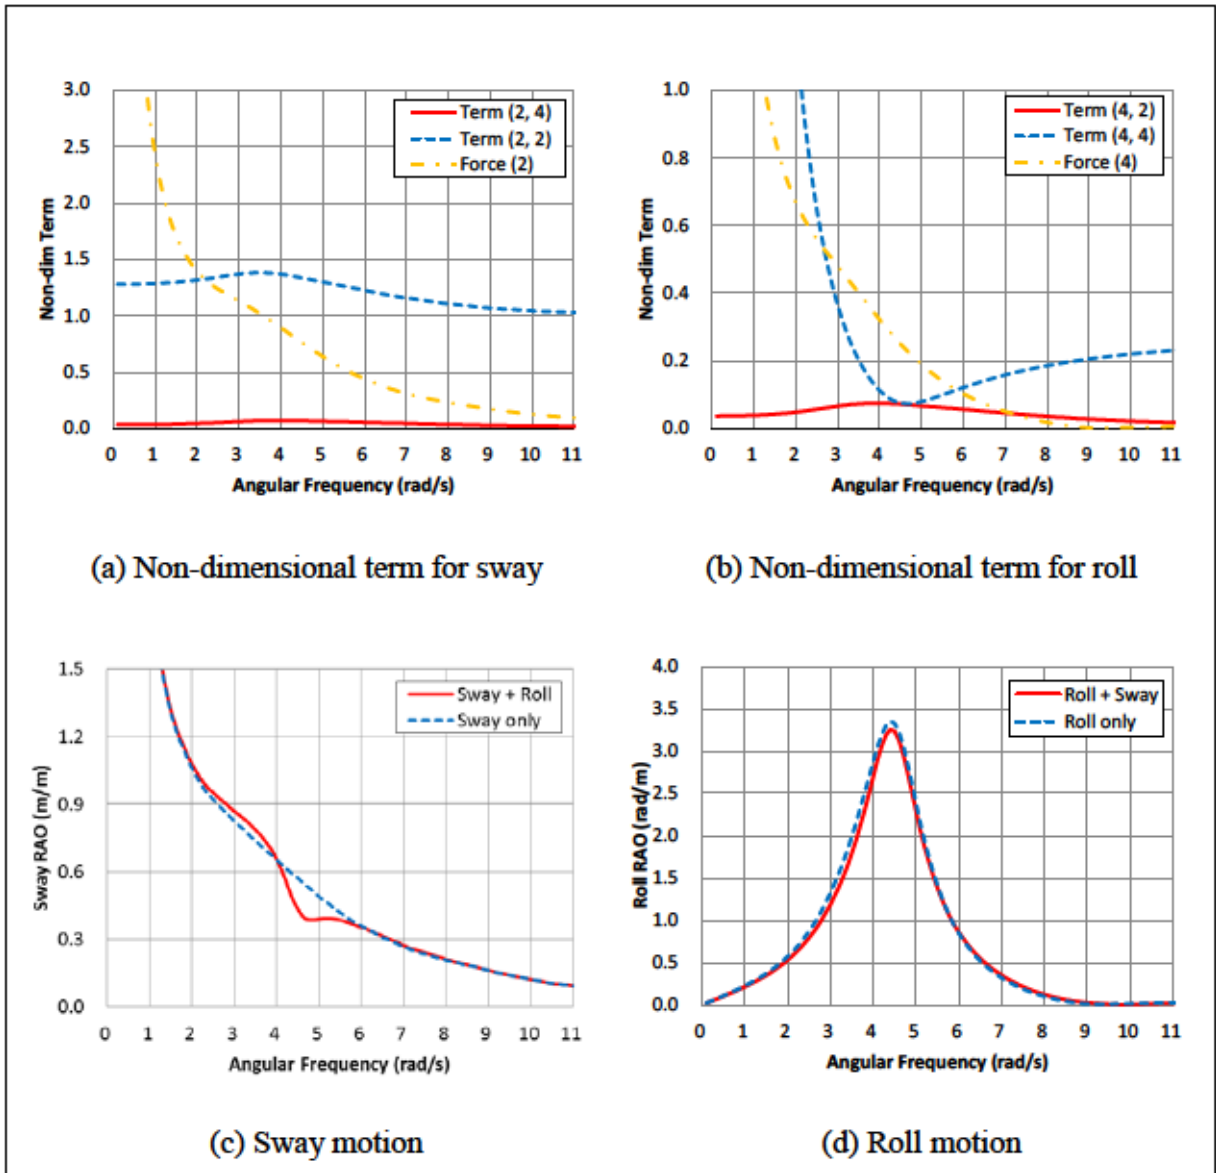 3.0
2.5
2.0
1.5
1.0
0.5
0.0
Non-dim Term
Term (2, 4)
Term (2, 2)
Force (2)
0 1 2 3 4 5 6 7 8 9 10 11
Angular Frequency (rad/s)
(a) Non-dimensional term for sway
1.0
0.8
0.6
0.4
0.2
0.0
Non-dim Term
Term (4, 2)
Term (4, 4)
Force (4)
0 1 2 3 4 5 6 7 8 9 10 11
Angular Frequency (rad/s)
(b) Non-dimensional term for roll
1.5
1.2
0.9
0.6
0.3
0.0
Sway RAO (m/m)
Sway + Roll
Sway only
0 1 2 3 4 5 6 7 8 9 10 11
Angular Frequency (rad/s)
(c) Sway motion
4.0
3.5
3.0
2.5
2.0
1.5
1.0
0.5
0.0
Roll RAO (rad/m)
Roll + Sway
Roll only
0 1 2 3 4 5 6 7 8 9 10 11
Angular Frequency (rad/s)
(d) Roll motion